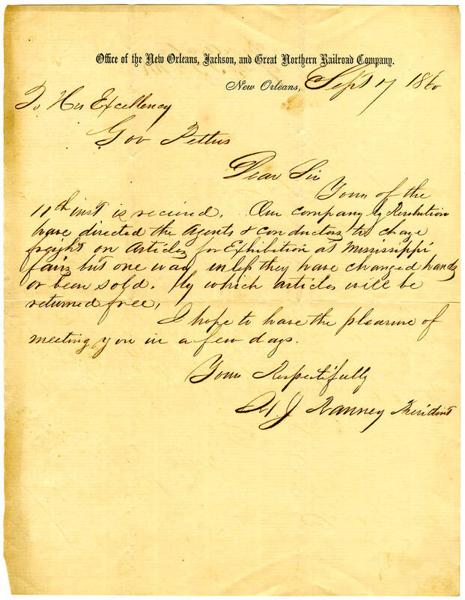 Office of the New Orleans, Jackson, and Great Northern Railroad Company.
New Orleans, Sept 17 1860
To His Excellency
Gov Pettus
Dear Sir
Yours of the
11th inst is recived. Our company by Resolution
have directed the Agents & conductors to chage
freight on Articles for Exhibition at Mississippi
fairs but one way, unless they have changed hands
or been sold. By which articles will be
returned free,
I hope to have the pleasure of
meeting you in a few days.
Yours Respectifully
H J Ranney President